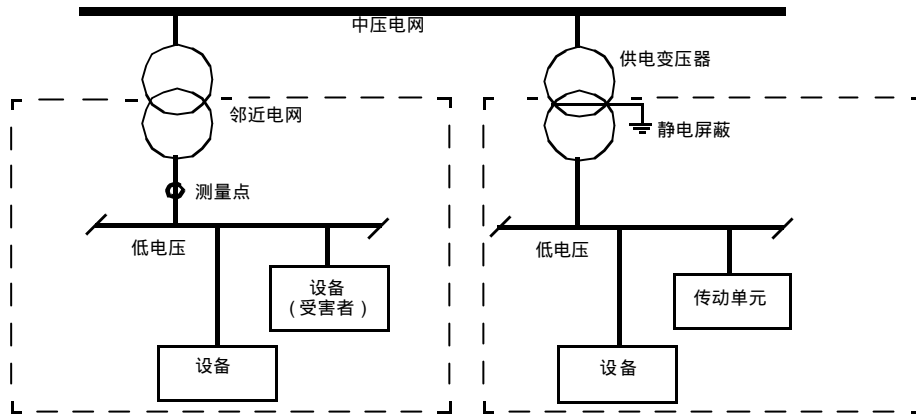 中压电网
供电变压器
邻近电网
静电屏蔽
测量点
低电压
低电压
设备
(受害者)
传动单元
设备
设备